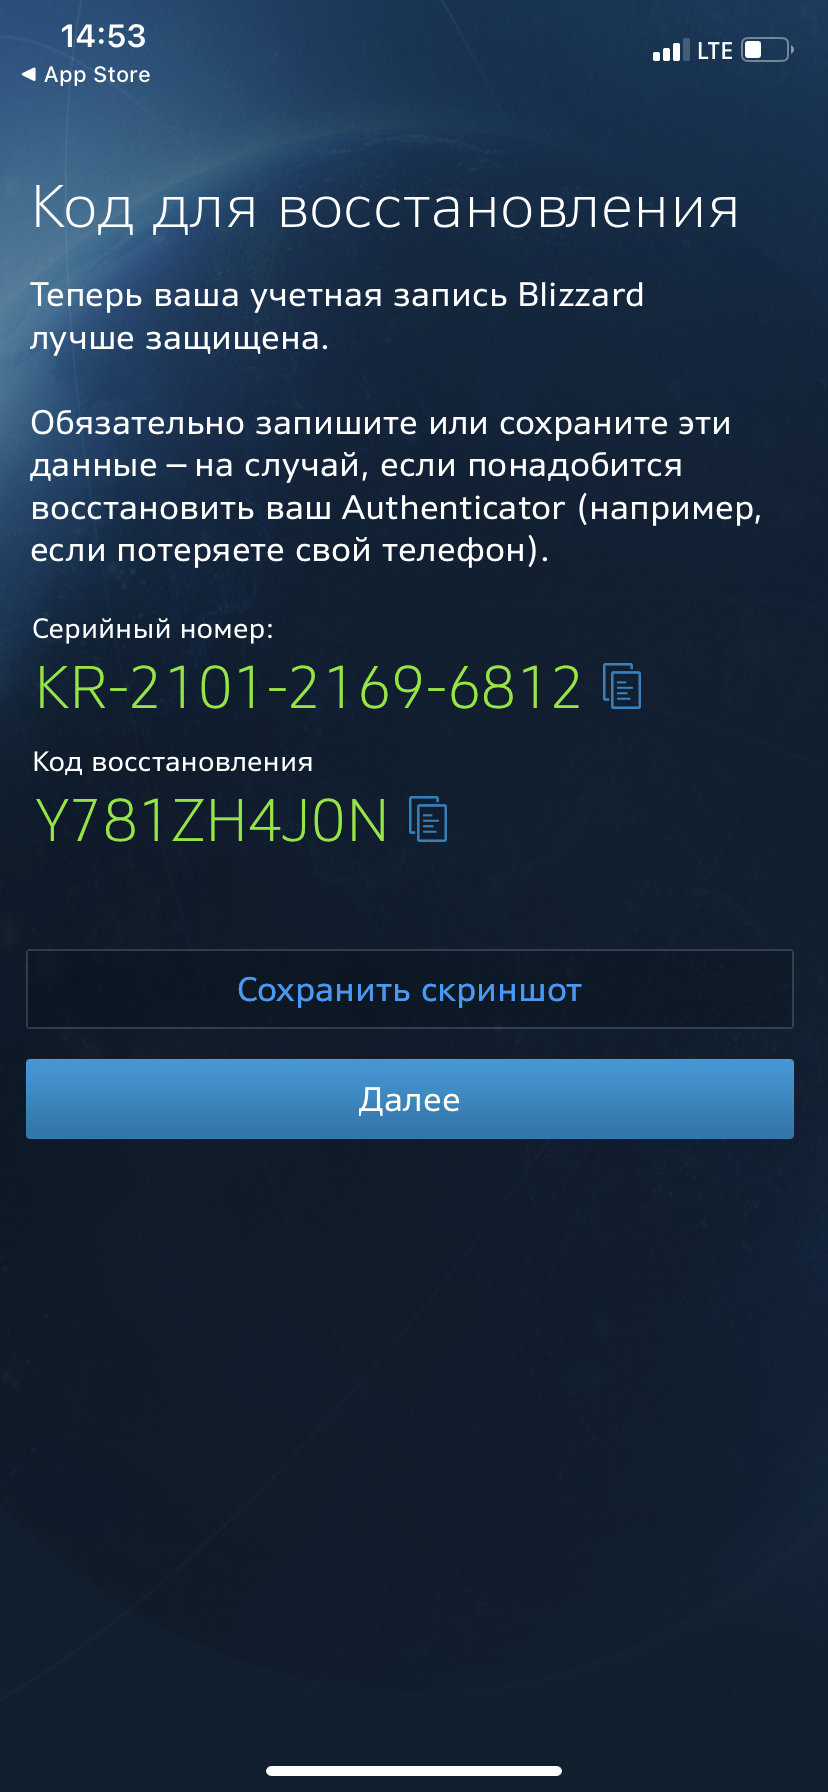 14:53
App Store
LTE
Код для восстановления
Теперь ваша учетная запись Blizzard
лучше защищена.
Обязательно запишите или сохраните эти
данные – на случай, если понадобится
восстановить ваш Authenticator (например,
если потеряете свой телефон).
Серийный номер:
KR-2101-2169-6812
Код восстановления
Y781ZH4J0N
Сохранить скриншот
Далее